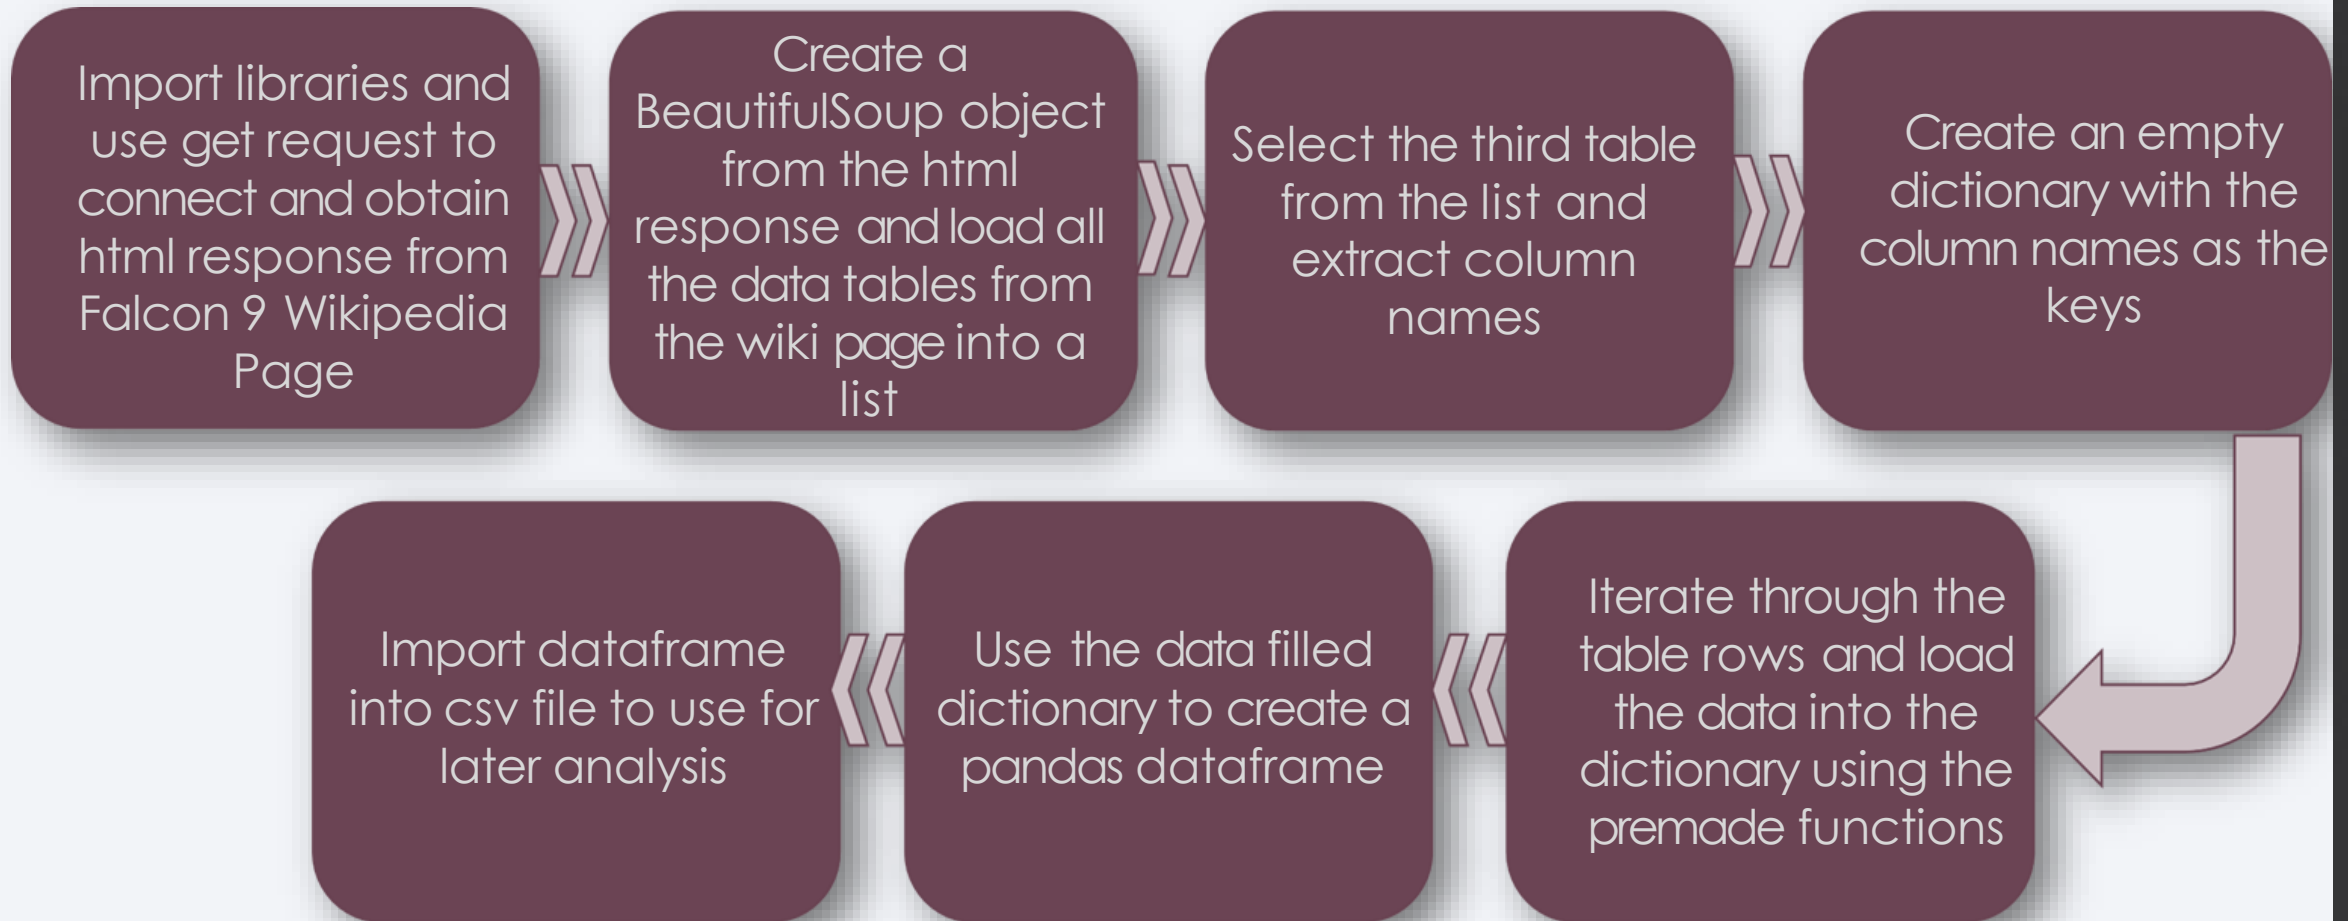 Import libraries and
use get request to
connect and obtain
html response from
Falcon 9 Wikipedia
Page
Create a
BeautifulSoup object
from the html
response and load all
the data tables from
the wiki page into a
list
Select the third table
from the list and
extract column
names
Create an empty
dictionary with the
column names as the
keys
Iterate through the
table rows and load
the data into the
dictionary using the
premade functions
Use the data filled
dictionary to create a
pandas dataframe
Import dataframe
into csv file to use for
later analysis